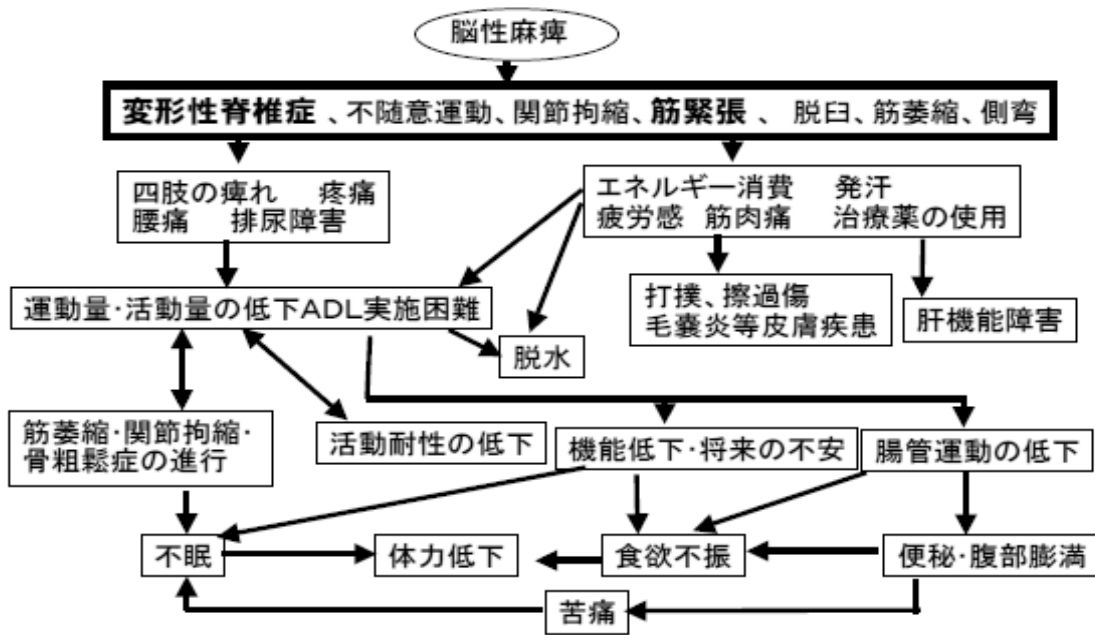 脳性麻痺
変形性脊椎症 、不随意運動、関節拘縮、筋緊張 、 脱臼、筋萎縮、側弯
四肢の痺れ 疼痛
腰痛 排尿障害
エネルギー消費 発汗
疲労感 筋肉痛 治療薬の使用
運動量・活動量の低下ADL実施困難
脱水
打撲、擦過傷
毛嚢炎等皮膚疾患
肝機能障害
筋萎縮・関節拘縮・
骨粗鬆症の進行
活動耐性の低下
機能低下・将来の不安
腸管運動の低下
不眠
体力低下
食欲不振
便秘・腹部膨満
苦痛